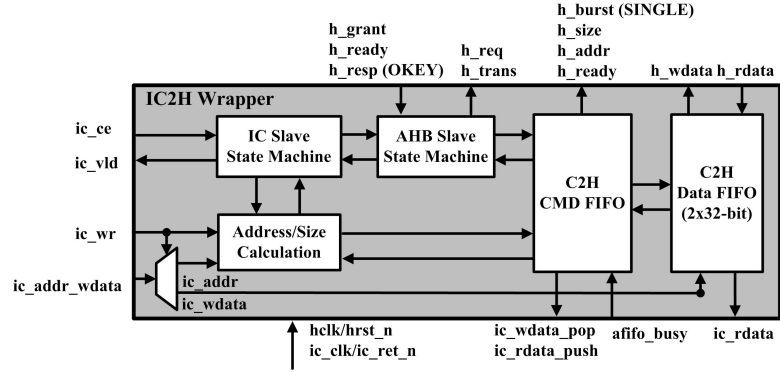 h_burst (SINGLE)
h_grant
h_size
h_ready
h_req
h_addr
h_resp (OKEY)
h_trans
h_ready
h_wdata
h_rdata
IC2H Wrapper
ic_ce
ic_vld
IC Slave
State Machine
AHB Slave
State Machine
C2H
CMD FIFO
C2H
Data FIFO
(2x32-bit)
ic_wr
Address/Size
Calculation
ic_addr_wdata
ic_addr
ic_wdata
hclk/hrst_n
ic_clk/ic_ret_n
ic_wdata_pop
ic_rdata_push
afifo_busy
ic_rdata